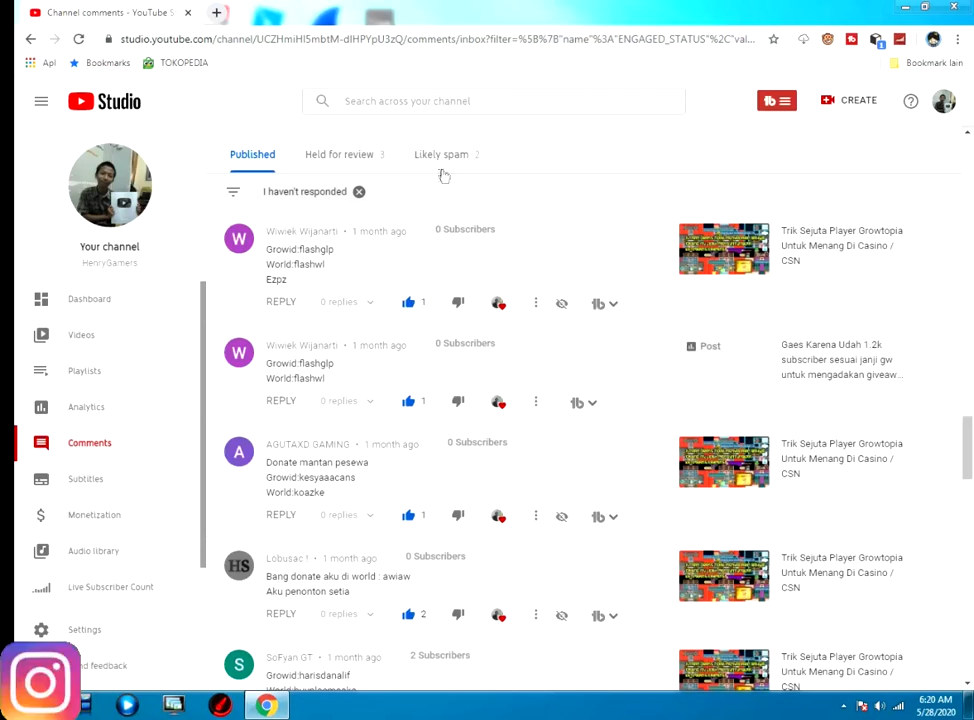 Channel comments - YouTube S
studio.youtube.com/channel/UCZHmiHI5mbtM-dIHPYpU3zQ/comments/inbox?filter=%5B%7B"name"%3A"ENGAGED_STATUS"%2C"val...
Apl
Bookmarks
TOKOPEDIA
Bookmark lain
Studio
Search across your channel
tb
CREATE
Published
Held for review 3
Likely spam 2
I haven't responded
Your channel
HenryGamers
Dashboard
Videos
Playlists
Analytics
Comments
Subtitles
Monetization
Audio library
Live Subscriber Count
Settings
nd feedback
W
Wiwiek Wijanarti • 1 month ago
0 Subscribers
Growid:flashglp
World:flashwl
Ezpz
REPLY
0 replies
1
tb
Trik Sejuta Player Growtopia
Untuk Menang Di Casino /
CSN
W
Wiwiek Wijanarti • 1 month ago
0 Subscribers
Growid:flashglp
World:flashwl
REPLY
0 replies
1
tb
Post
Gaes Karena Udah 1.2k
subscriber sesuai janji gw
untuk mengadakan giveaw...
A
AGUTAXD GAMING • 1 month ago
0 Subscribers
Donate mantan pesewa
Growid:kesyaaacans
World:koazke
REPLY
0 replies
1
tb
Trik Sejuta Player Growtopia
Untuk Menang Di Casino /
CSN
HS
Lobusac ! • 1 month ago
0 Subscribers
Bang donate aku di world : awiaw
Aku penonton setia
REPLY
0 replies
2
tb
Trik Sejuta Player Growtopia
Untuk Menang Di Casino /
CSN
S
SoFyan GT • 1 month ago
2 Subscribers
Growid:harisdanalif
Trik Sejuta Player Growtopia
Untuk Menang Di Casino /
CSN
6:20 AM
5/28/2020